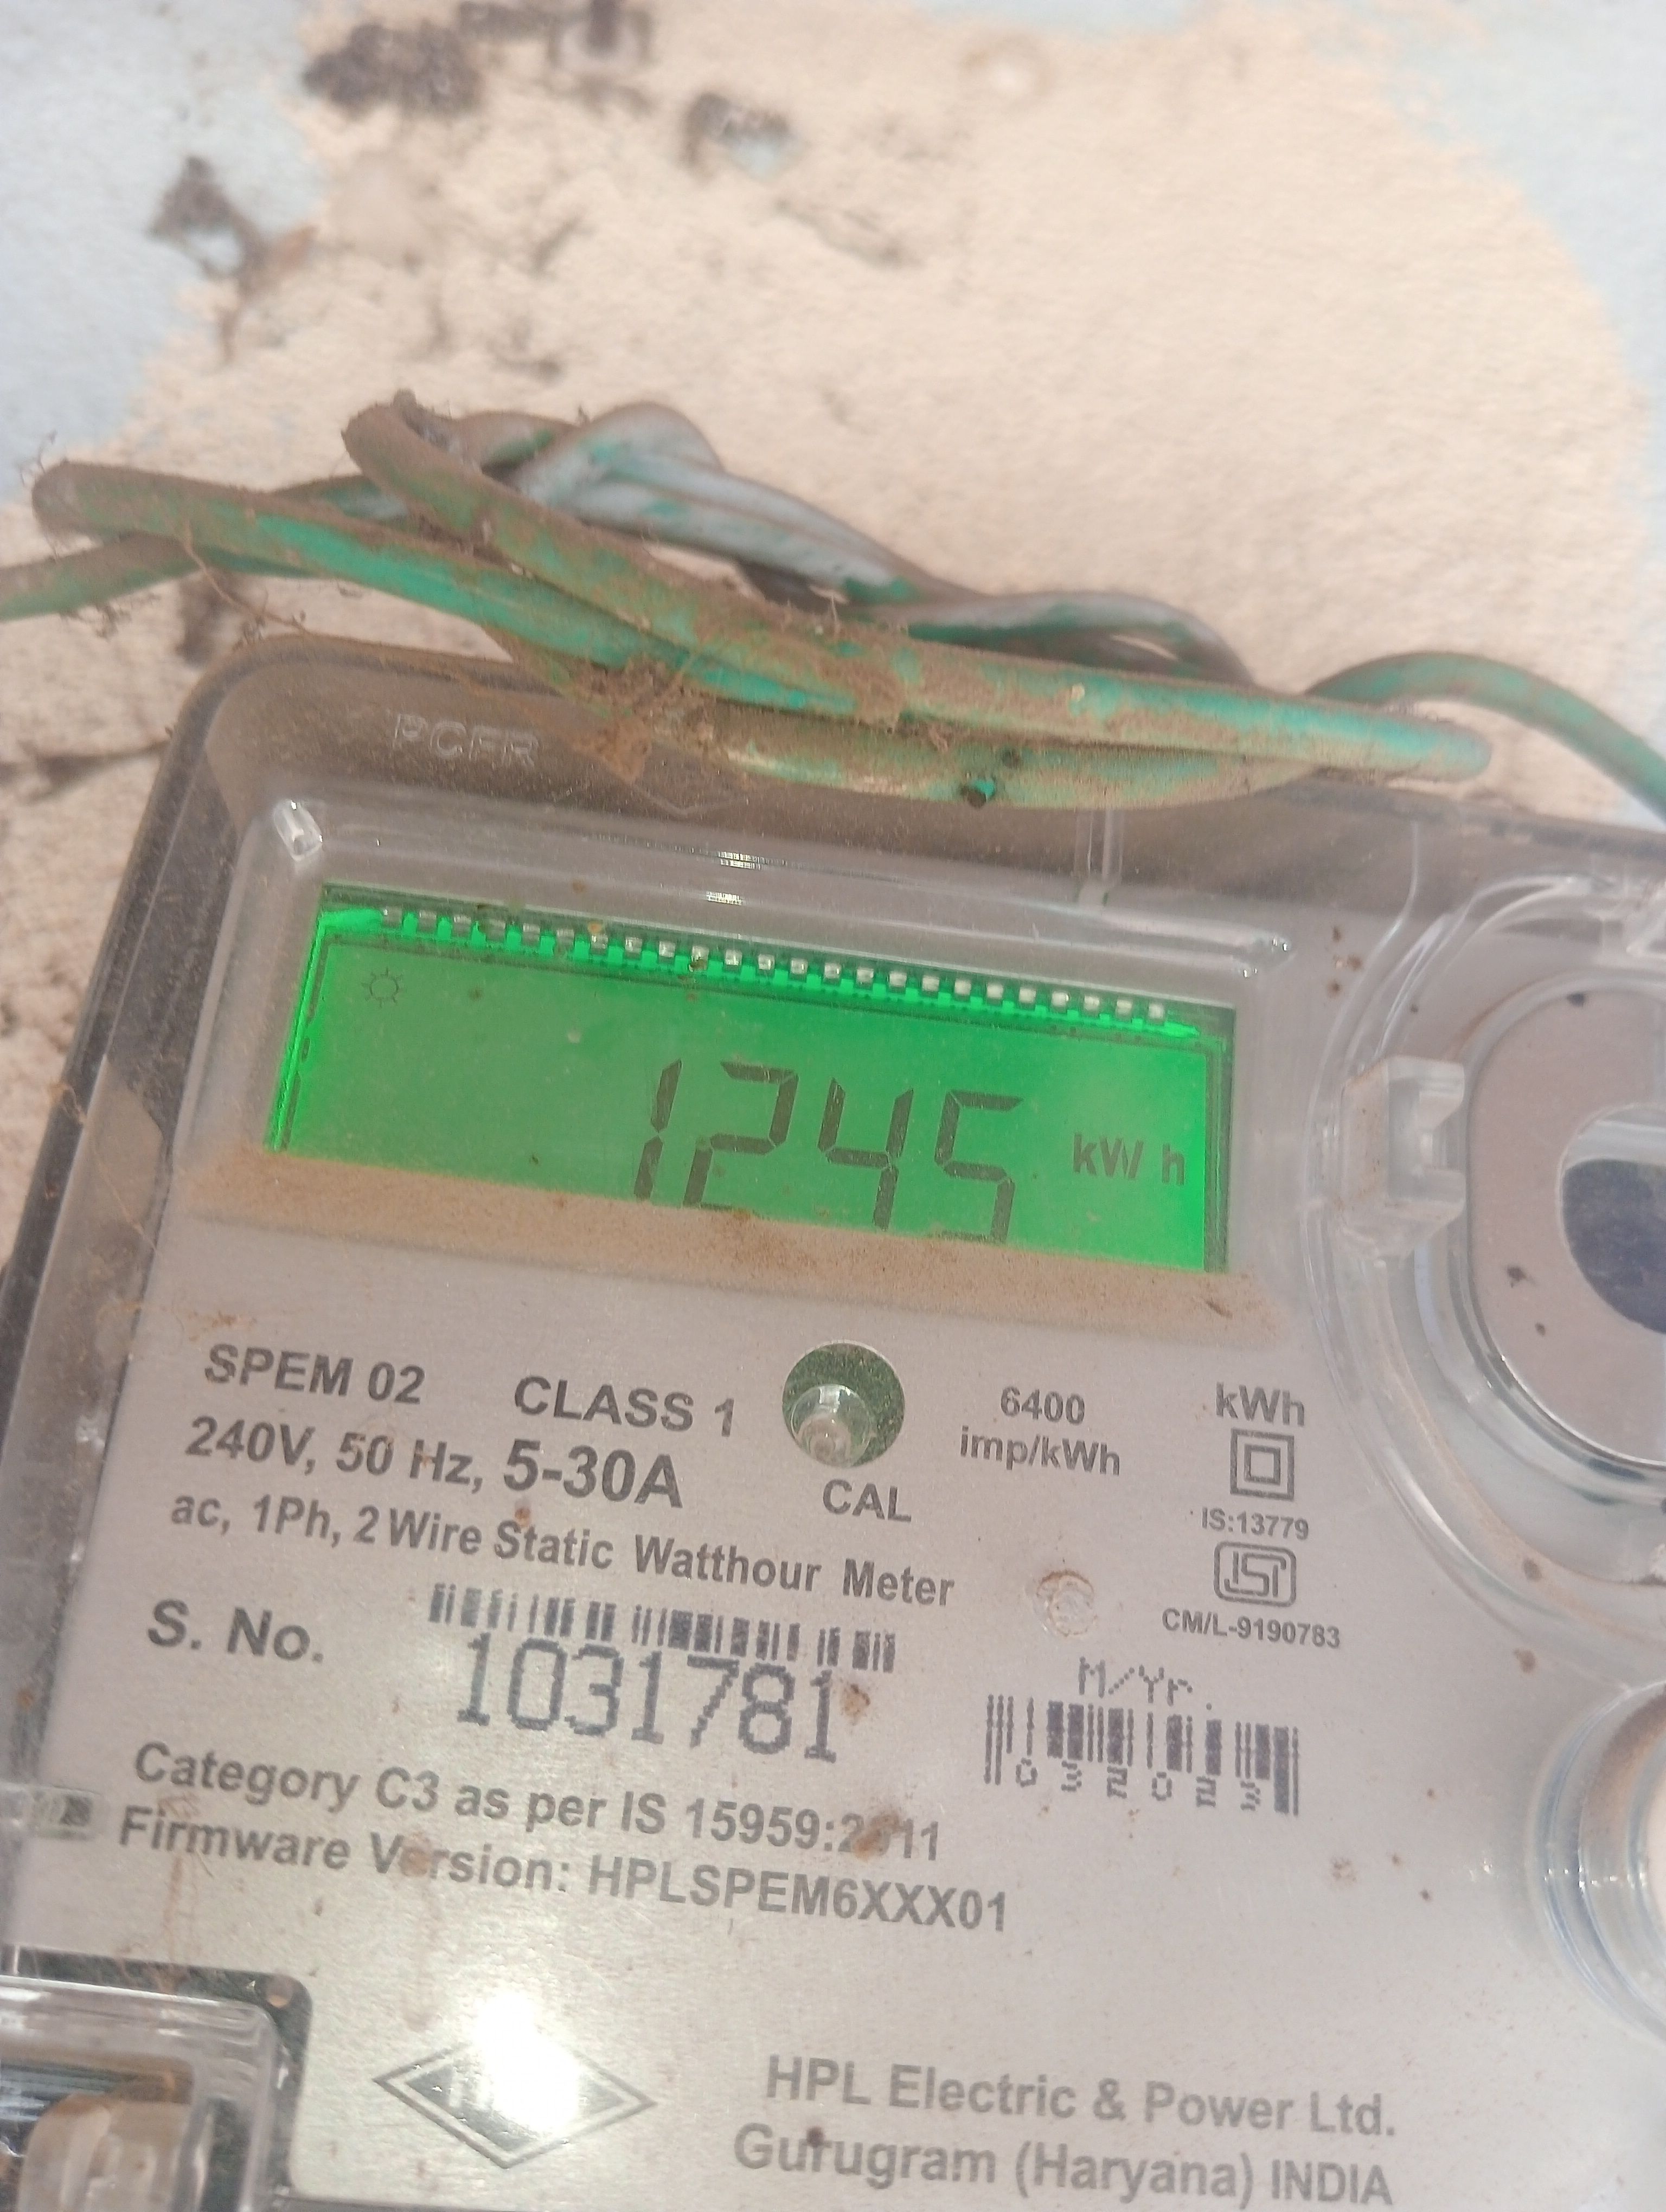 PCFR
1245 kWh
SPEM 02 CLASS 1
240V, 50 Hz, 5-30A
ac, 1Ph, 2 Wire Static Watthour Meter
CAL
6400
imp/kWh
kWh
IS:13779
ISI
CM/L-9190783
S. No.
1031781
M/Yr.
032023
Category C3 as per IS 15959:2011
Firmware Version: HPLSPEM6XXX01
HPL Electric & Power Ltd.
Gurugram (Haryana) INDIA